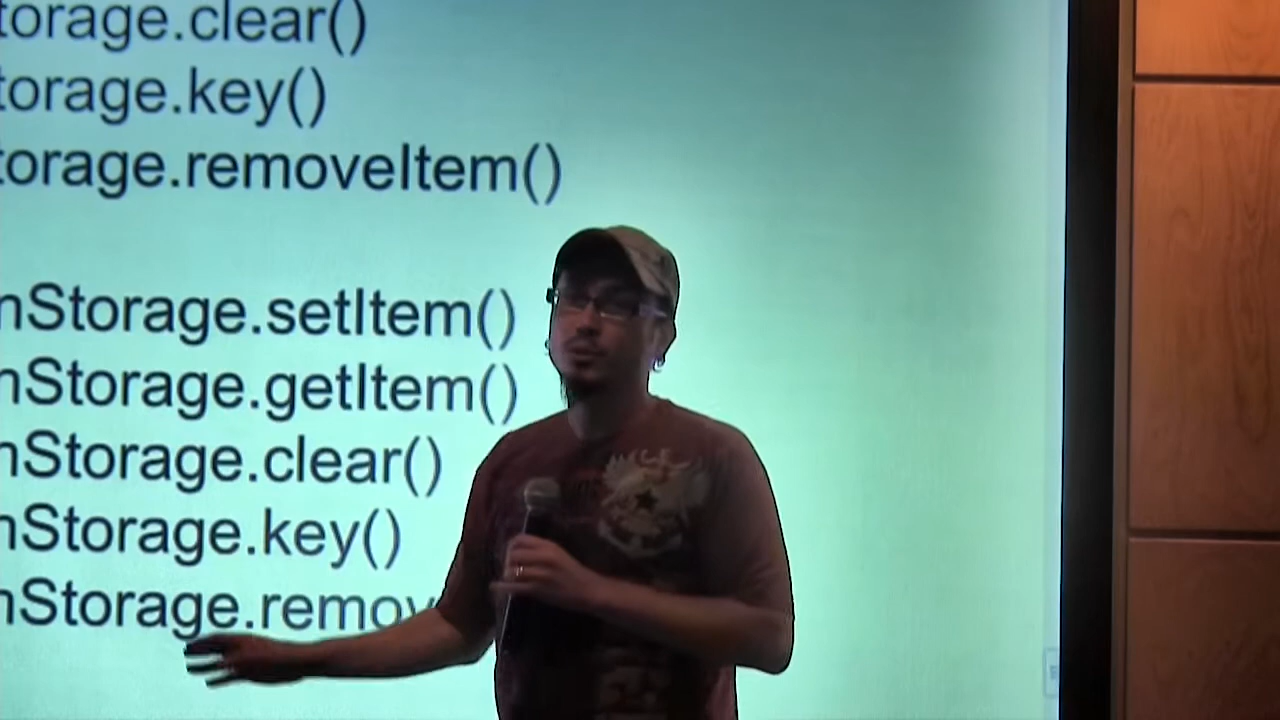 torage.clear()
torage.key()
torage.removeItem()
nStorage.setItem()
nStorage.getItem()
nStorage.clear()
nStorage.key()
nStorage.remov